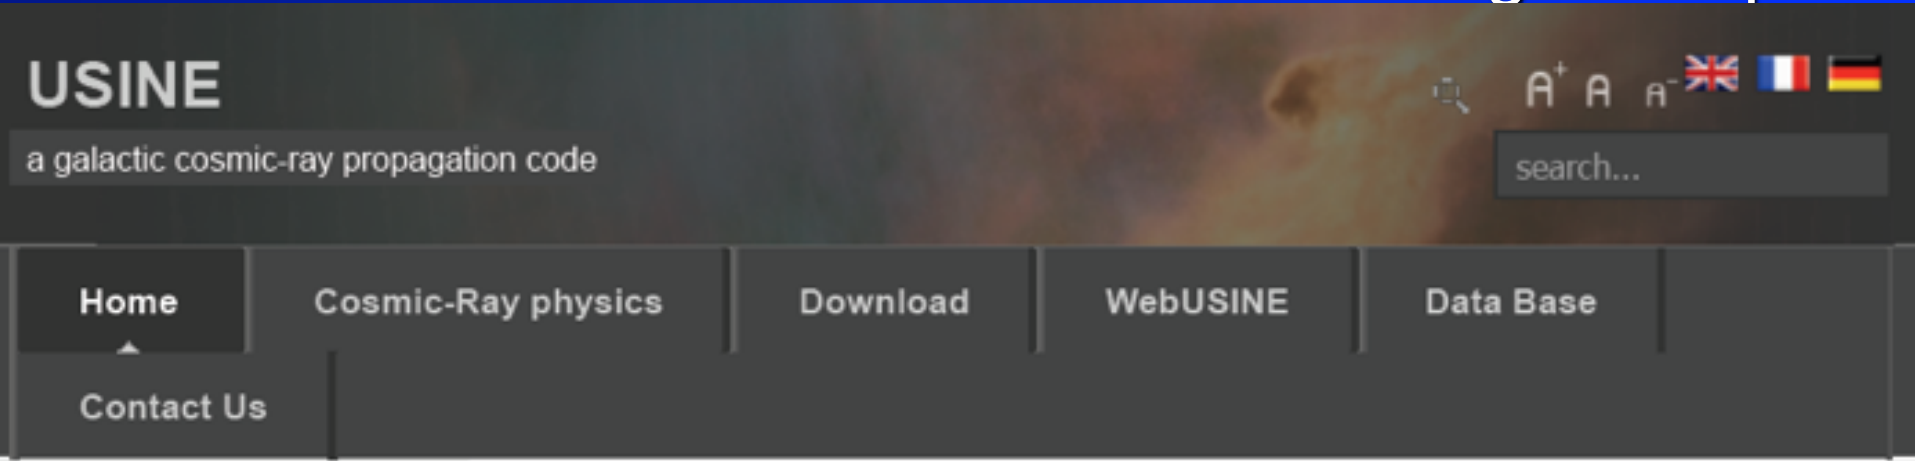 USINE
A+ A A-
a galactic cosmic-ray propagation code
search...
Home Cosmic-Ray physics Download WebUSINE Data Base
Contact Us